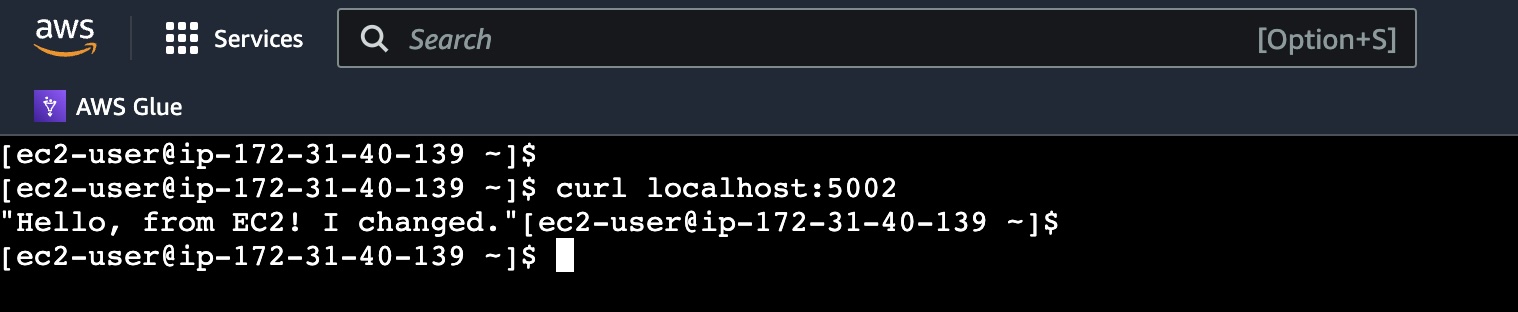 aws
Services
Search
[Option+S]
AWS Glue
[ec2-user@ip-172-31-40-139 ~]$
[ec2-user@ip-172-31-40-139 ~]$ curl localhost:5002
"Hello, from EC2! I changed."[ec2-user@ip-172-31-40-139 ~]$
[ec2-user@ip-172-31-40-139 ~]$